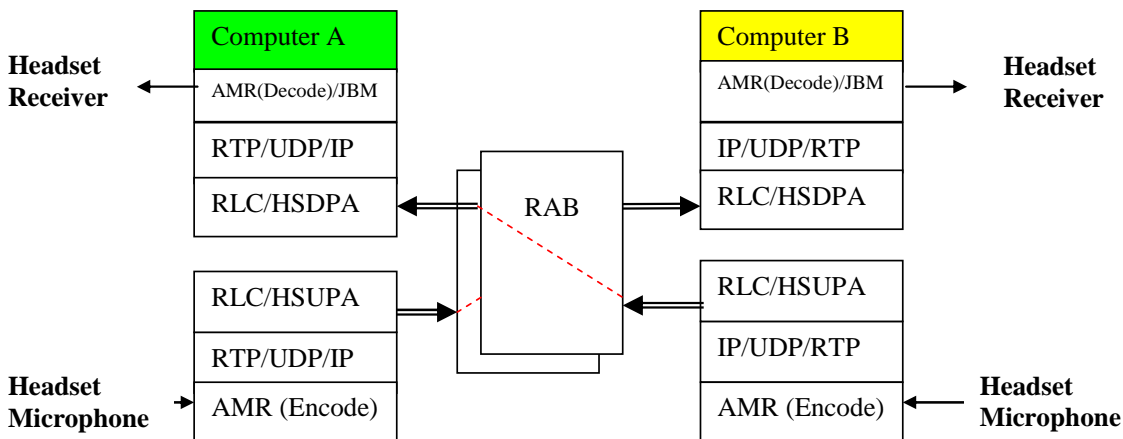 Computer A
Computer B
Headset
Receiver
AMR(Decode)/JBM
AMR(Decode)/JBM
Headset
Receiver
RTP/UDP/IP
IP/UDP/RTP
RLC/HSDPA
RAB
RLC/HSDPA
RLC/HSUPA
RLC/HSUPA
RTP/UDP/IP
IP/UDP/RTP
Headset
Microphone
AMR (Encode)
AMR (Encode)
Headset
Microphone